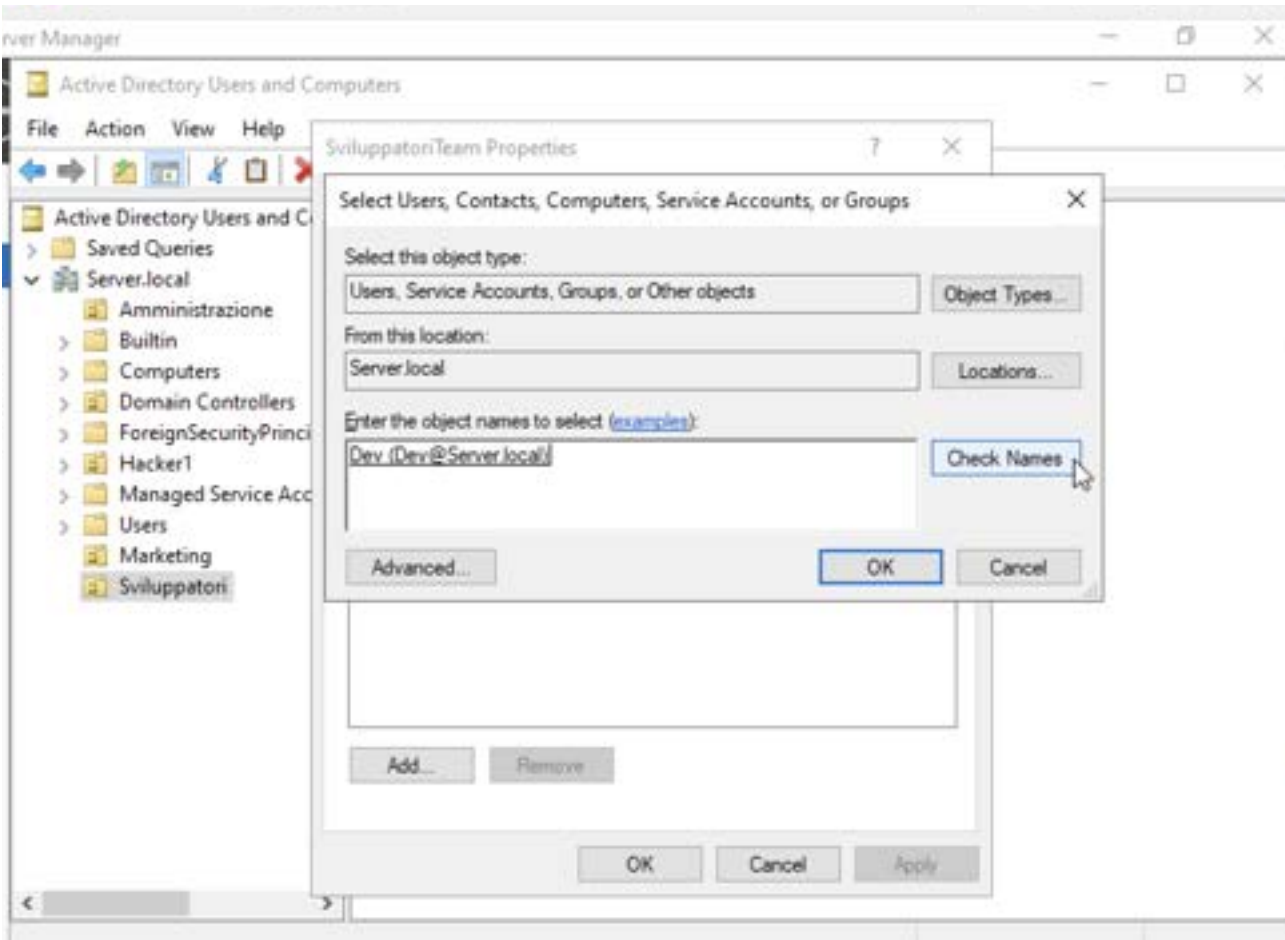 rver Manager
Active Directory Users and Computers
File Action View Help
SviluppatoriTeam Properties ?
Select Users, Contacts, Computers, Service Accounts, or Groups
Active Directory Users and C
Saved Queries
Server.local
Amministrazione
Builtin
Computers
Domain Controllers
ForeignSecurityPrinci
Hacker1
Managed Service Acc
Users
Marketing
Sviluppatori
Select this object type:
Users, Service Accounts, Groups, or Other objects
Object Types...
From this location:
Server.local
Locations...
Enter the object names to select (examples):
Dev (Dev@Server.local)
Check Names
Advanced...
OK
Cancel
Add...
Remove
OK
Cancel
Apply